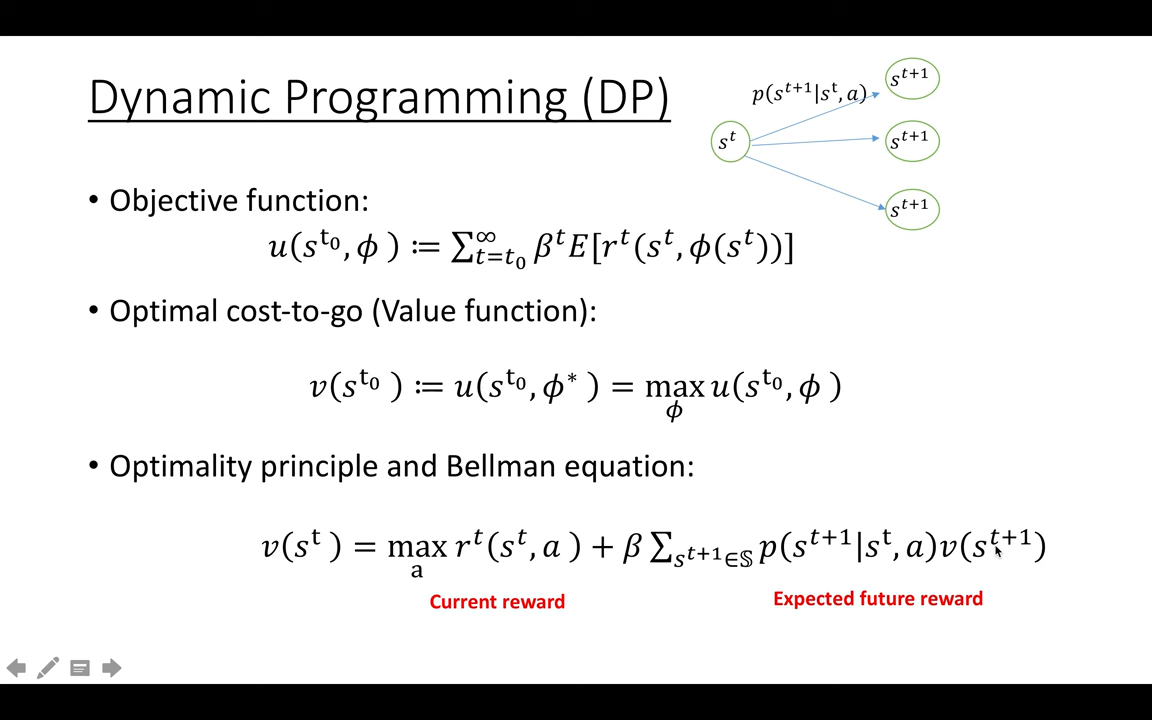 Dynamic Programming (DP)
p(s^{t+1}|s^t, a)
s^t
s^{t+1}
s^{t+1}
s^{t+1}
• Objective function:
u(s^{t_0}, ϕ ) ≔ ∑_{t=t_0}^{∞} β^t E[r^t(s^t, ϕ(s^t))]
• Optimal cost-to-go (Value function):
v(s^{t_0} ) ≔ u(s^{t_0}, ϕ^* ) = max_ϕ u(s^{t_0}, ϕ )
• Optimality principle and Bellman equation:
v(s^t ) = max_a r^t(s^t, a ) + β ∑_{s^{t+1}∈𝕊} p(s^{t+1}|s^t, a)v(s^{t+1})
Current reward
Expected future reward